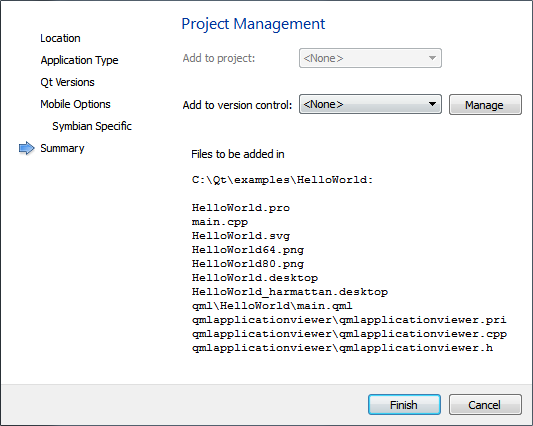 Project Management
Location
Application Type
Qt Versions
Mobile Options
Symbian Specific
Summary
Add to project: <None>
Add to version control: <None> Manage
Files to be added in
C:\Qt\examples\HelloWorld:
HelloWorld.pro
main.cpp
HelloWorld.svg
HelloWorld64.png
HelloWorld80.png
HelloWorld.desktop
HelloWorld_harmattan.desktop
qml\HelloWorld\main.qml
qmlapplicationviewer\qmlapplicationviewer.pri
qmlapplicationviewer\qmlapplicationviewer.cpp
qmlapplicationviewer\qmlapplicationviewer.h
Finish Cancel